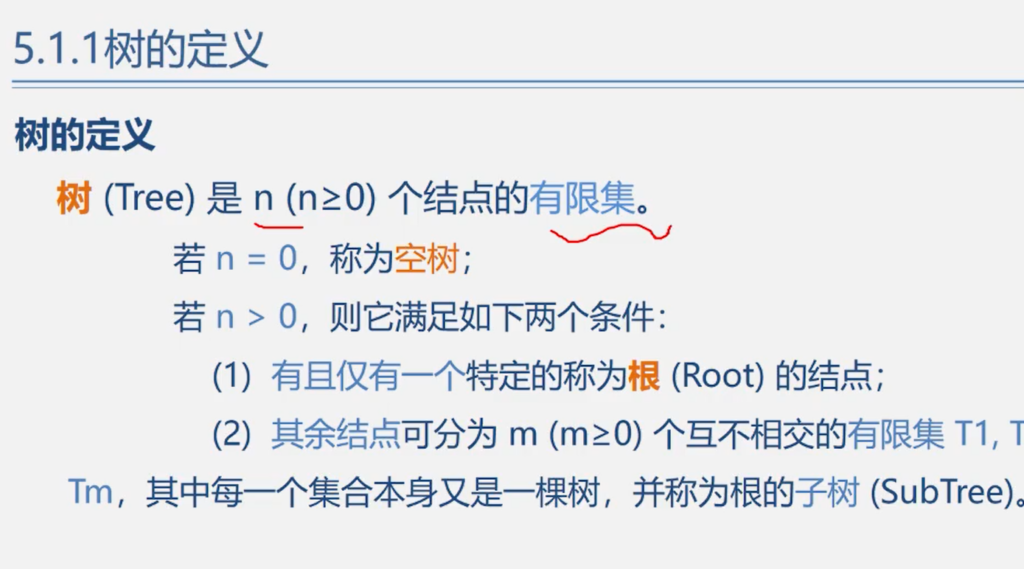 5.1.1树的定义
树的定义
树 (Tree) 是 n (n≥0) 个结点的有限集。
若 n = 0，称为空树；
若 n > 0，则它满足如下两个条件：
(1) 有且仅有一个特定的称为根 (Root) 的结点；
(2) 其余结点可分为 m (m≥0) 个互不相交的有限集 T1, T
Tm，其中每一个集合本身又是一棵树，并称为根的子树 (SubTree)。